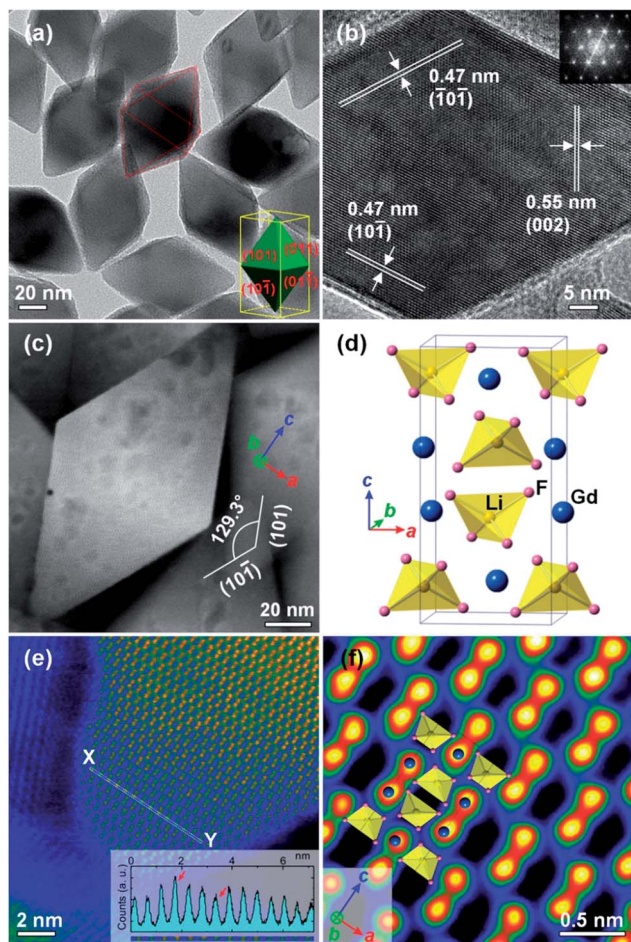 (a)
(101)
(011)
(101̄)
(011̄)
20 nm
(b)
0.47 nm
(1̄01̄)
0.55 nm
(002)
0.47 nm
(101̄)
5 nm
(c)
b
c
a
129.3°
(101)
(101̄)
20 nm
(d)
Li
F
Gd
c
b
a
(e)
X
Y
nm
0 2 4 6
Counts (a. u.)
2 nm
(f)
c
b
a
0.5 nm